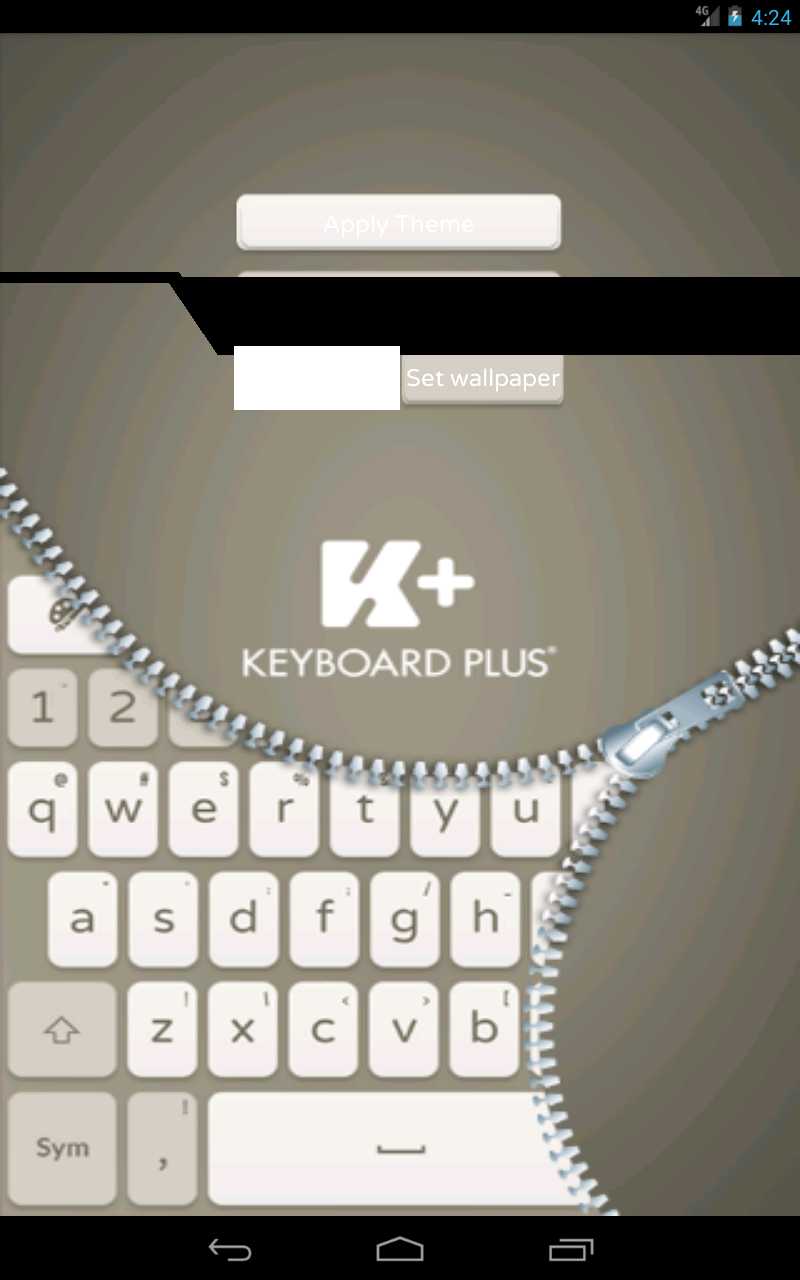 4G 4:24
Apply Theme
Set wallpaper
K+
KEYBOARD PLUS®
1 2
@ # $ %
q w e r t y u
: ; / -
a s d f g h
! \ < > [
z x c v b
!
Sym ,